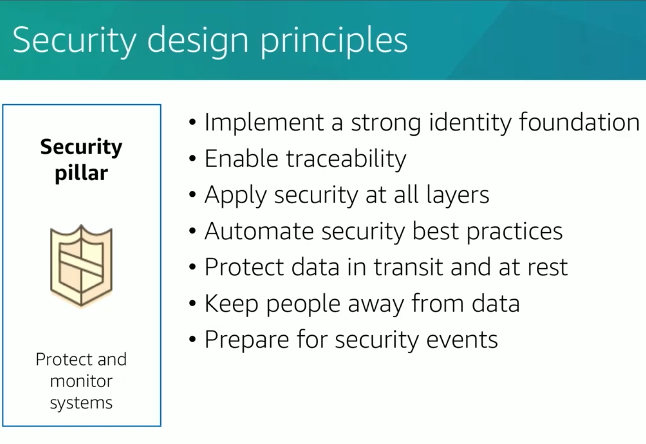 Security design principles
Security
pillar
Protect and
monitor
systems
• Implement a strong identity foundation
• Enable traceability
• Apply security at all layers
• Automate security best practices
• Protect data in transit and at rest
• Keep people away from data
• Prepare for security events